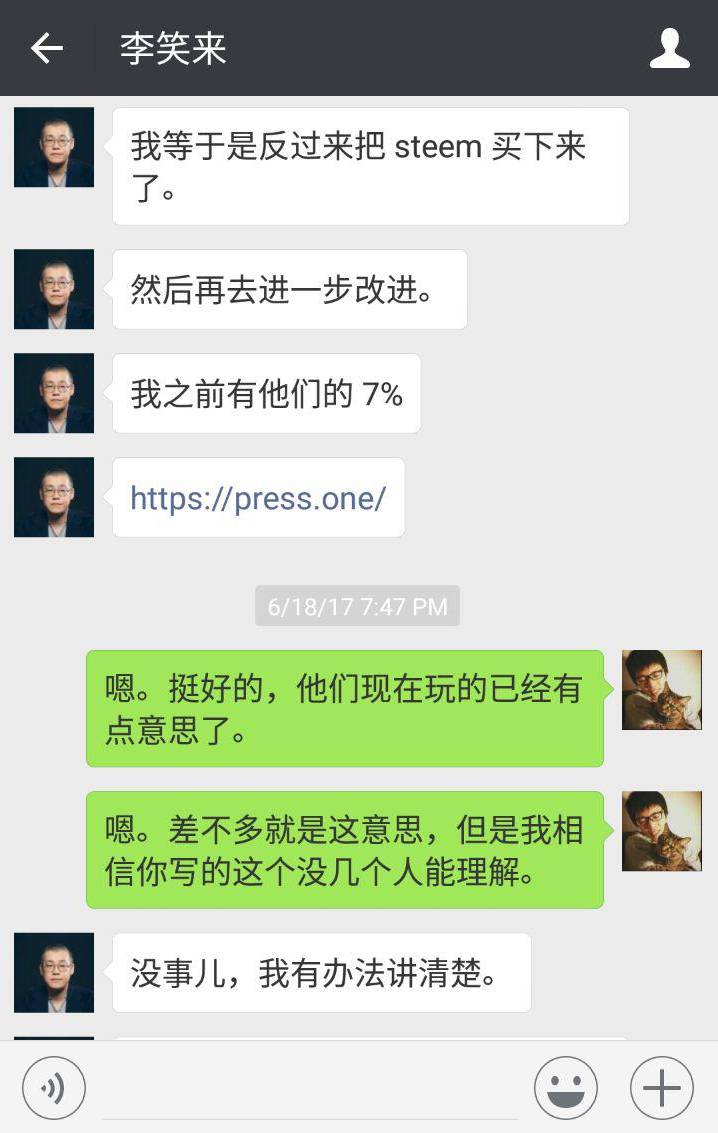 李笑来
我等于是反过来把 steem 买下来
了。
然后再去进一步改进。
我之前有他们的 7%
https://press.one/
6/18/17 7:47 PM
嗯。挺好的，他们现在玩的已经有
点意思了。
嗯。差不多就是这意思，但是我相
信你写的这个没几个人能理解。
没事儿，我有办法讲清楚。